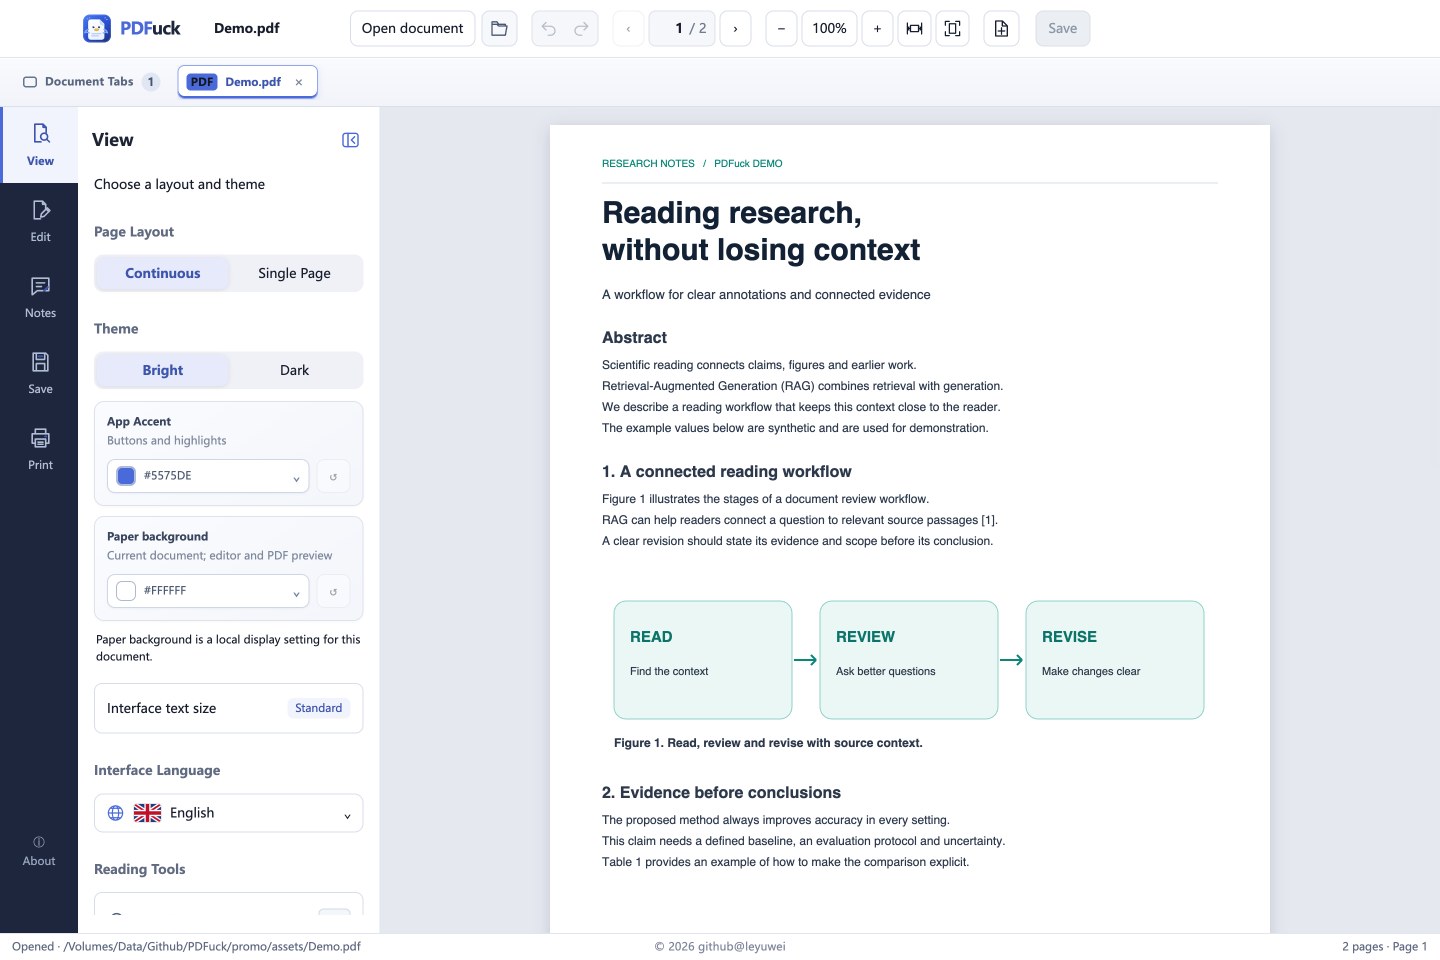 PDFuck
Demo.pdf
Open document
1 / 2
100%
Save
Document Tabs 1
PDF Demo.pdf ×
View
Edit
Notes
Save
Print
About
View
Choose a layout and theme
Page Layout
Continuous
Single Page
Theme
Bright
Dark
App Accent
Buttons and highlights
#5575DE
Paper background
Current document; editor and PDF preview
#FFFFFF
Paper background is a local display setting for this
document.
Interface text size
Standard
Interface Language
English
Reading Tools
RESEARCH NOTES / PDFuck DEMO
Reading research,
without losing context
A workflow for clear annotations and connected evidence
Abstract
Scientific reading connects claims, figures and earlier work.
Retrieval-Augmented Generation (RAG) combines retrieval with generation.
We describe a reading workflow that keeps this context close to the reader.
The example values below are synthetic and are used for demonstration.
1. A connected reading workflow
Figure 1 illustrates the stages of a document review workflow.
RAG can help readers connect a question to relevant source passages [1].
A clear revision should state its evidence and scope before its conclusion.
READ
Find the context
REVIEW
Ask better questions
REVISE
Make changes clear
Figure 1. Read, review and revise with source context.
2. Evidence before conclusions
The proposed method always improves accuracy in every setting.
This claim needs a defined baseline, an evaluation protocol and uncertainty.
Table 1 provides an example of how to make the comparison explicit.
Opened · /Volumes/Data/Github/PDFuck/promo/assets/Demo.pdf
© 2026 github@leyuwei
2 pages · Page 1